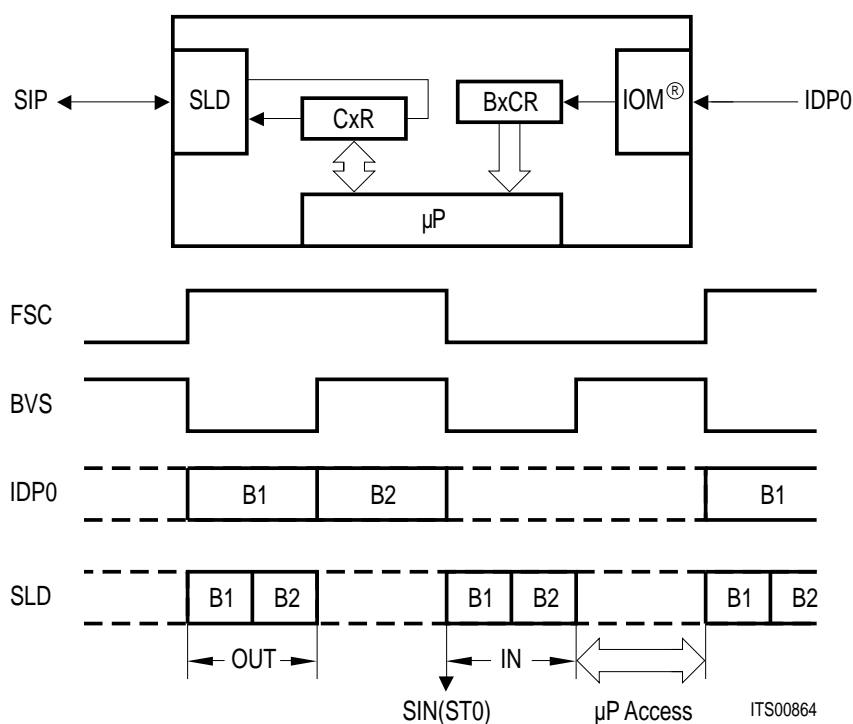 SIP SLD CxR BxCR IOM® IDP0
µP
FSC
BVS
IDP0 B1 B2 B1
SLD B1 B2 B1 B2 B1 B2
OUT IN
SIN(ST0) µP Access ITS00864